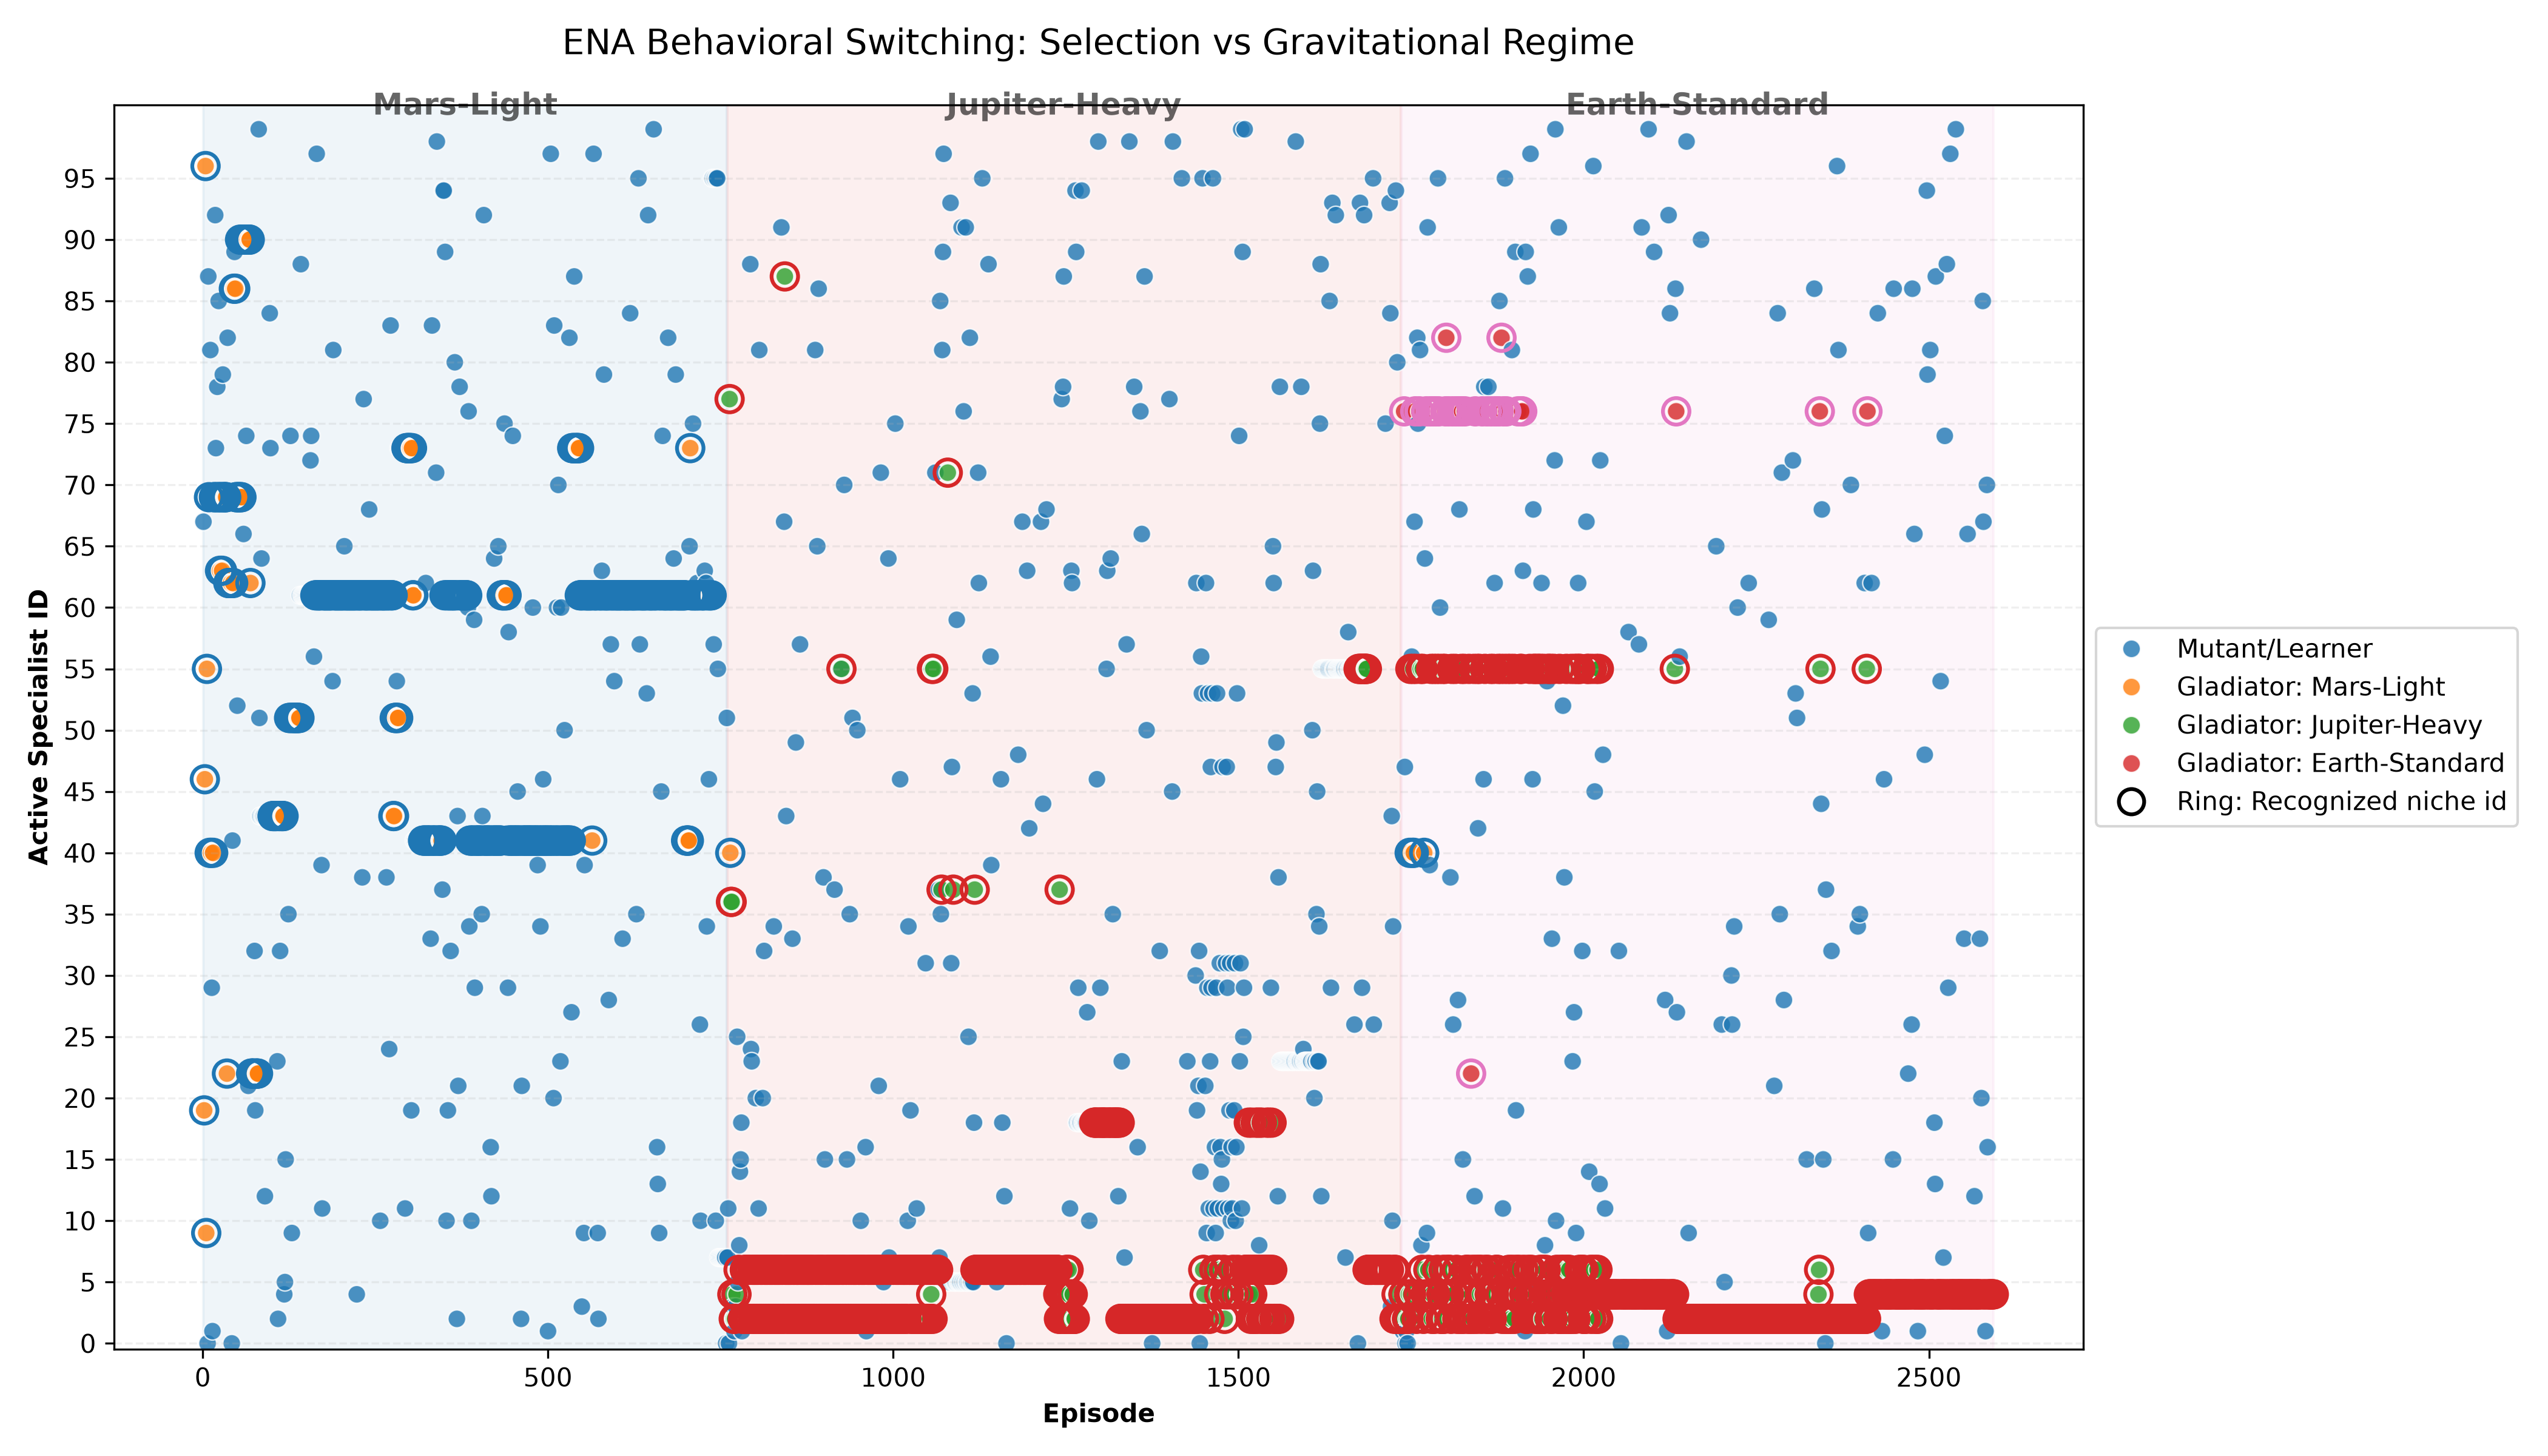 ENA Behavioral Switching: Selection vs Gravitational Regime
Mars-Light
Jupiter-Heavy
Earth-Standard
95
90
85
80
75
70
65
60
55
50
45
40
35
30
25
20
15
10
5
0
Active Specialist ID
0
500
1000
1500
2000
2500
Episode
Mutant/Learner
Gladiator: Mars-Light
Gladiator: Jupiter-Heavy
Gladiator: Earth-Standard
Ring: Recognized niche id